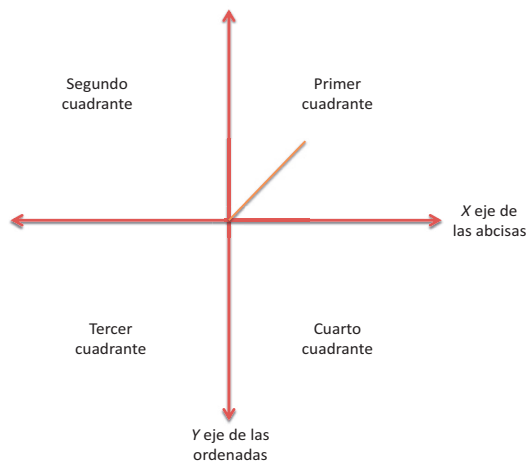 Segundo
cuadrante
Primer
cuadrante
X eje de
las abcisas
Tercer
cuadrante
Cuarto
cuadrante
Y eje de las
ordenadas